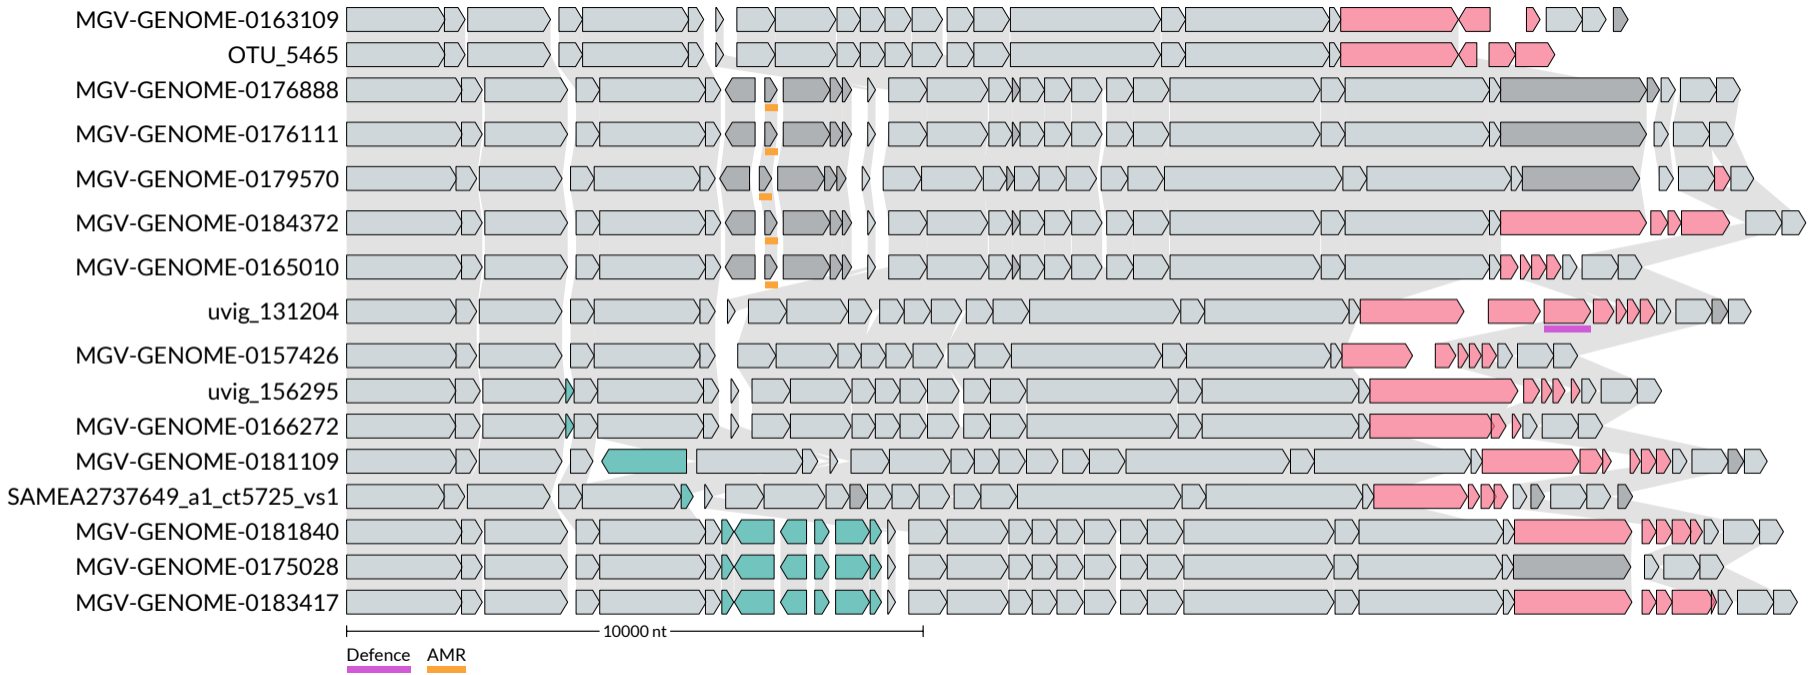 MGV-GENOME-0163109
OTU_5465
MGV-GENOME-0176888
MGV-GENOME-0176111
MGV-GENOME-0179570
MGV-GENOME-0184372
MGV-GENOME-0165010
uvig_131204
MGV-GENOME-0157426
uvig_156295
MGV-GENOME-0166272
MGV-GENOME-0181109
SAMEA2737649_a1_ct5725_vs1
MGV-GENOME-0181840
MGV-GENOME-0175028
MGV-GENOME-0183417
10000 nt
Defence AMR